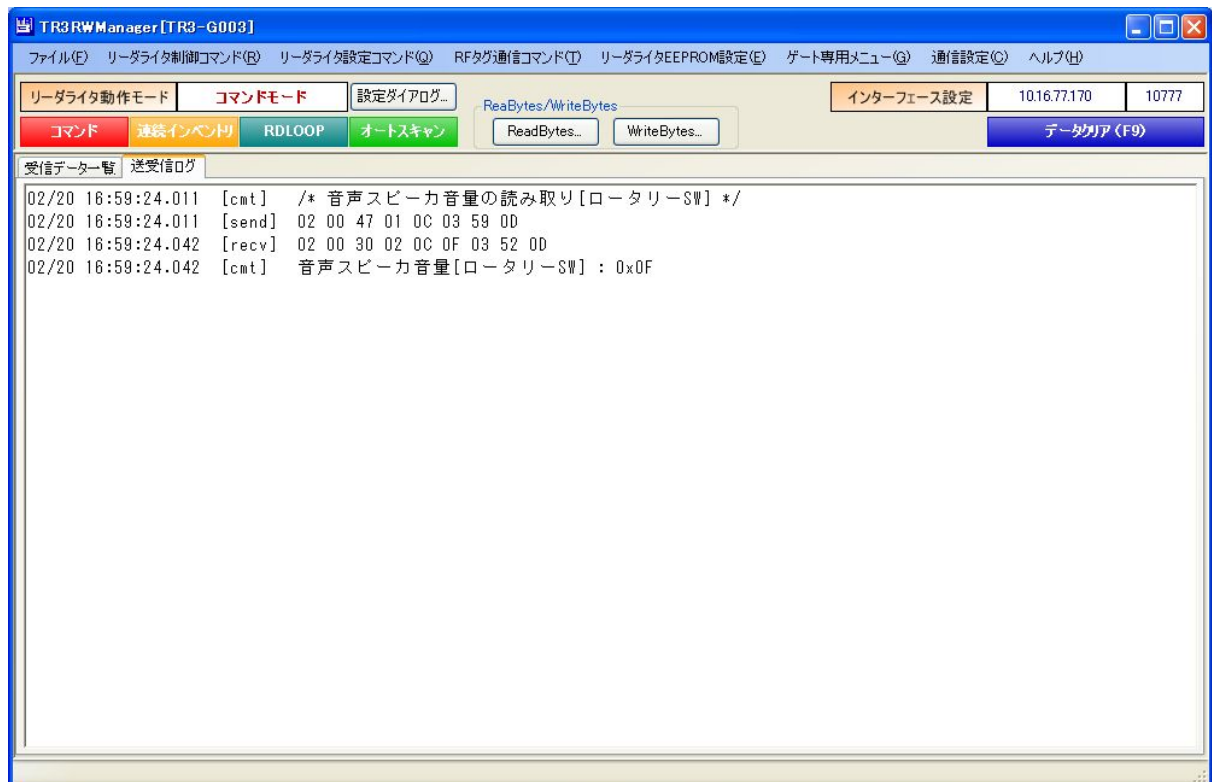 TR3RWManager[TR3-G003]
ファイル(F) リーダライタ制御コマンド(R) リーダライタ設定コマンド(Q) RFタグ通信コマンド(T) リーダライタEEPROM設定(E) ゲート専用メニュー(G) 通信設定(C) ヘルプ(H)
リーダライタ動作モード コマンドモード 設定ダイアログ... ReaBytes/WriteBytes インターフェース設定 10.16.77.170 10777
コマンド 連続インベントリ RDLOOP オートスキャン ReadBytes... WriteBytes... データクリア(F9)
受信データ一覧 送受信ログ
02/20 16:59:24.011 [cmt] /* 音声スピーカ音量の読み取り[ロータリーSW] */
02/20 16:59:24.011 [send] 02 00 47 01 0C 03 59 0D
02/20 16:59:24.042 [recv] 02 00 30 02 0C 0F 03 52 0D
02/20 16:59:24.042 [cmt] 音声スピーカ音量[ロータリーSW] : 0x0F